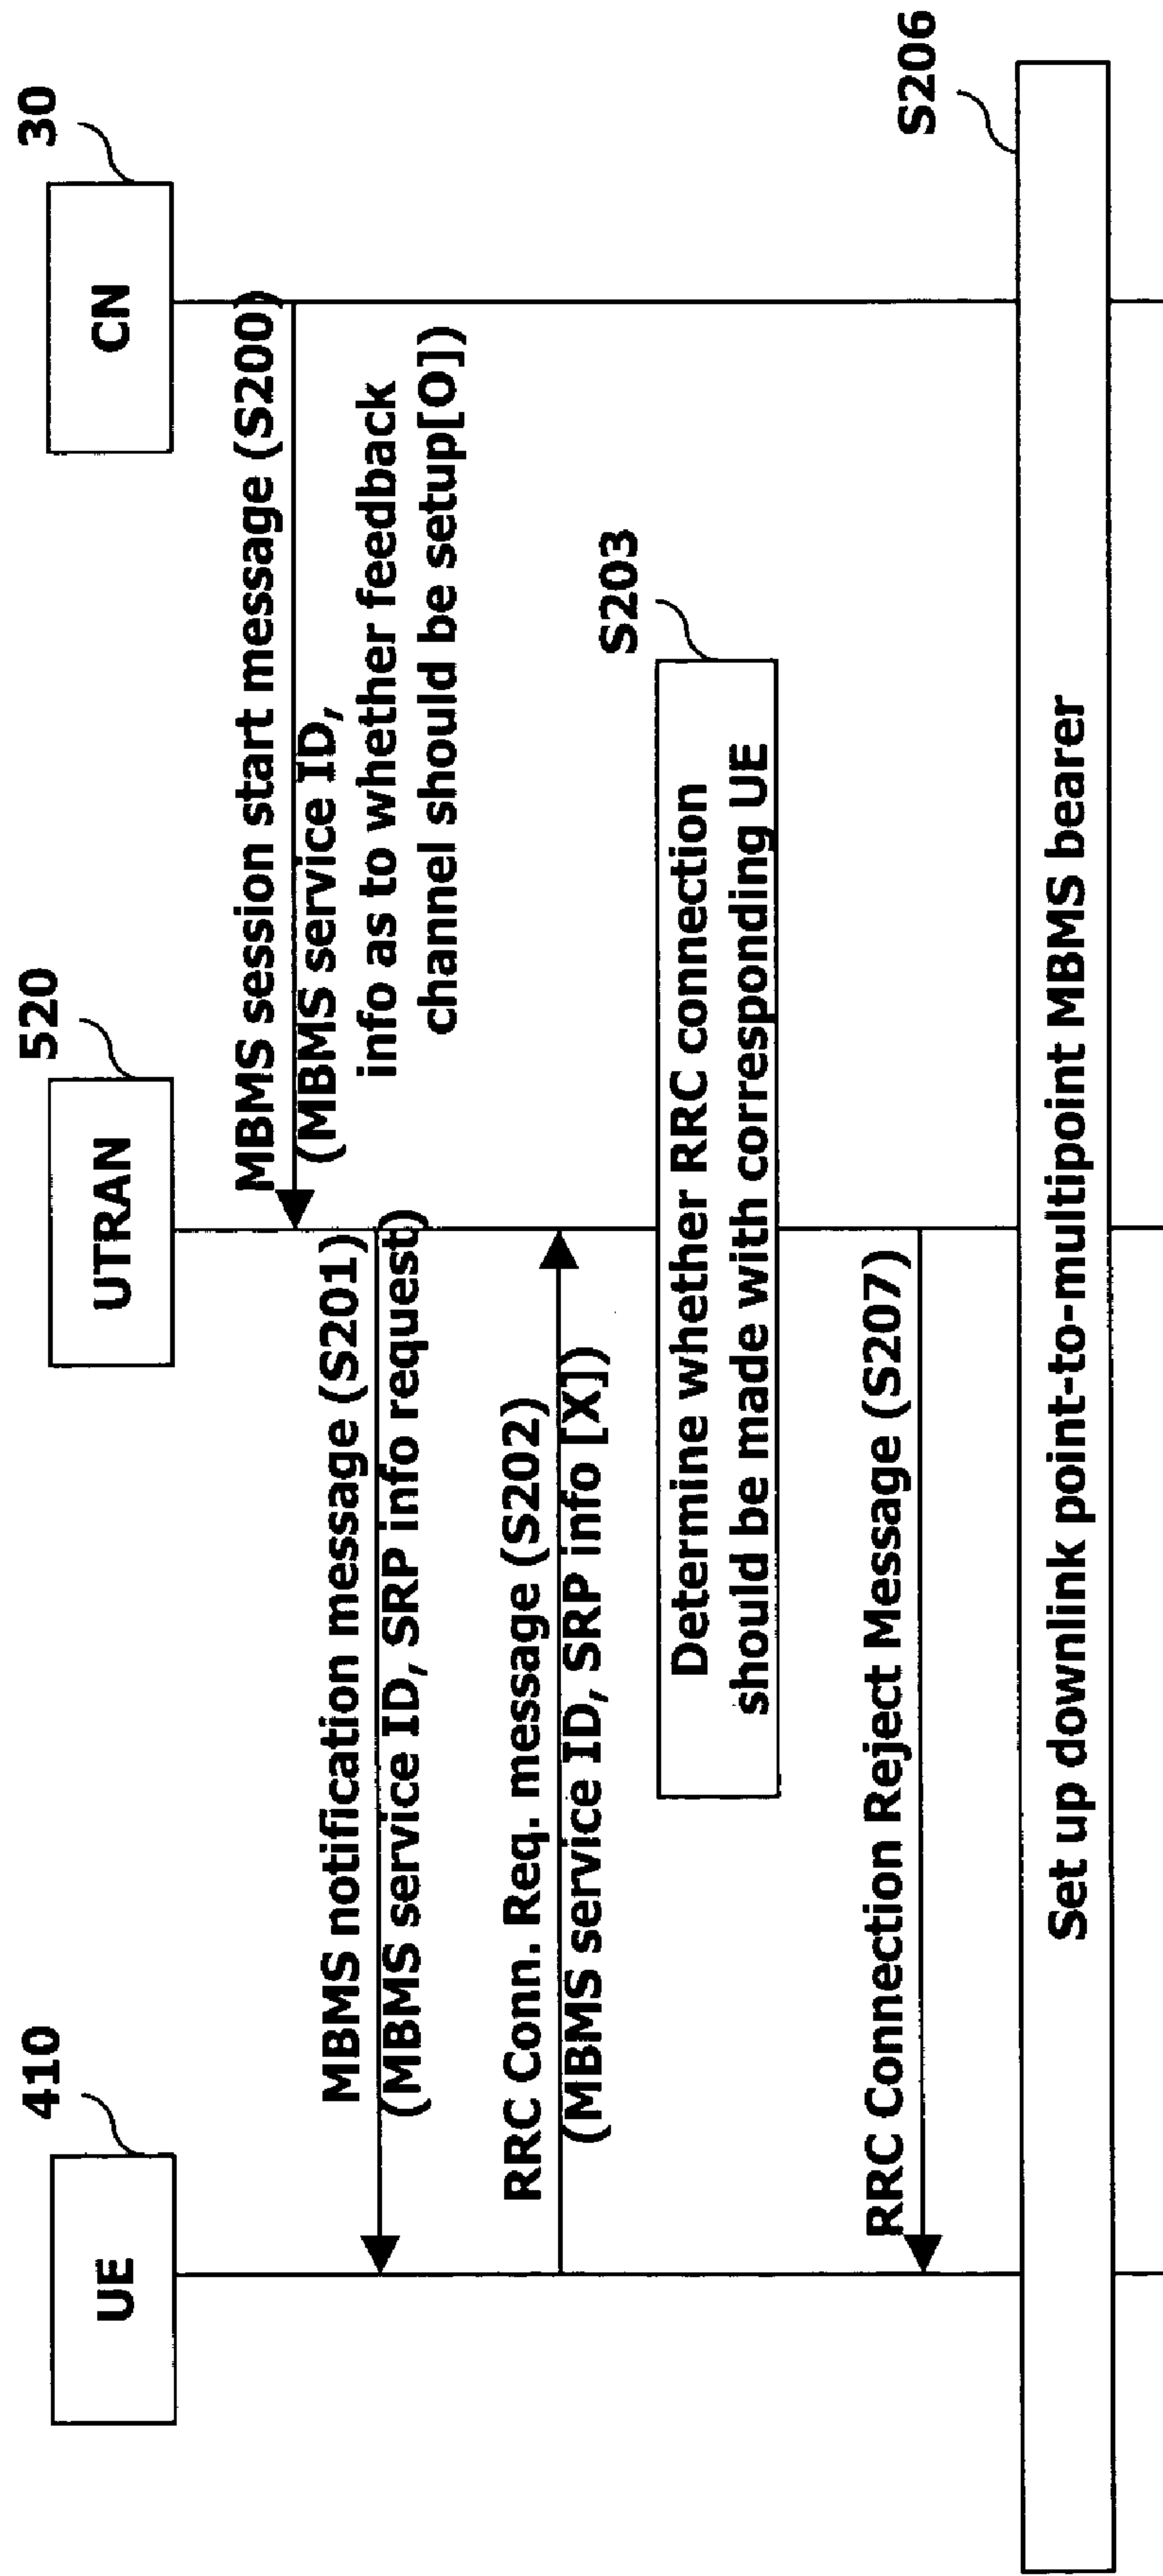 410
520
30
UE
UTRAN
CN
MBMS session start message (S200)
(MBMS service ID,
info as to whether feedback
channel should be setup[O])
MBMS notification message (S201)
(MBMS service ID, SRP info request)
RRC Conn. Req. message (S202)
(MBMS service ID, SRP info [X])
S203
Determine whether RRC connection
should be made with corresponding UE
RRC Connection Reject Message (S207)
S206
Set up downlink point-to-multipoint MBMS bearer